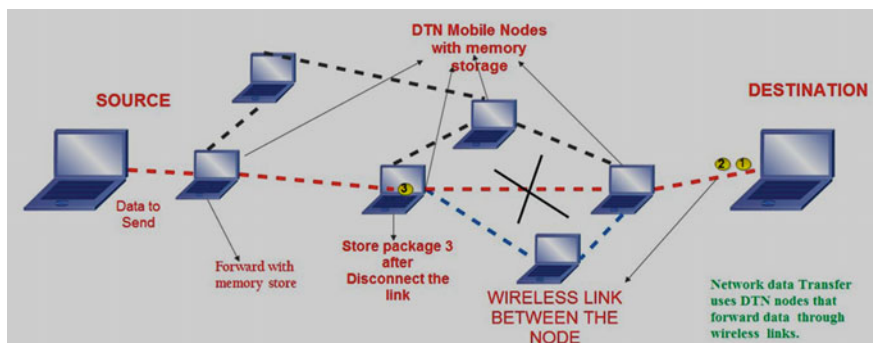 DTN Mobile Nodes
with memory
storage
SOURCE
DESTINATION
2 1
3
Data to
Send
Forward with
memory store
Store package 3
after
Disconnect the
link
WIRELESS LINK
BETWEEN THE
NODE
Network data Transfer
uses DTN nodes that
forward data through
wireless links.